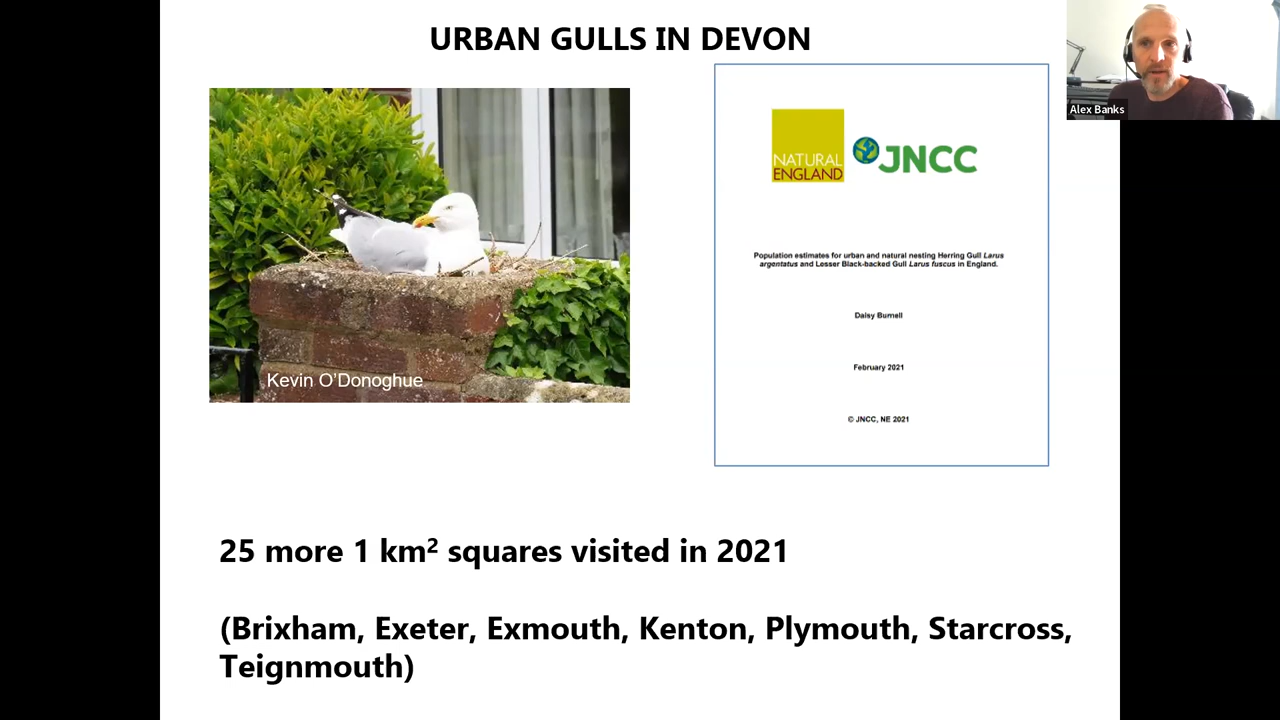 URBAN GULLS IN DEVON
Alex Banks
NATURAL
ENGLAND
JNCC
Population estimates for urban and natural nesting Herring Gull Larus
argentatus and Lesser Black-backed Gull Larus fuscus in England.
Daisy Burnell
February 2021
© JNCC, NE 2021
Kevin O'Donoghue
25 more 1 km² squares visited in 2021
(Brixham, Exeter, Exmouth, Kenton, Plymouth, Starcross,
Teignmouth)